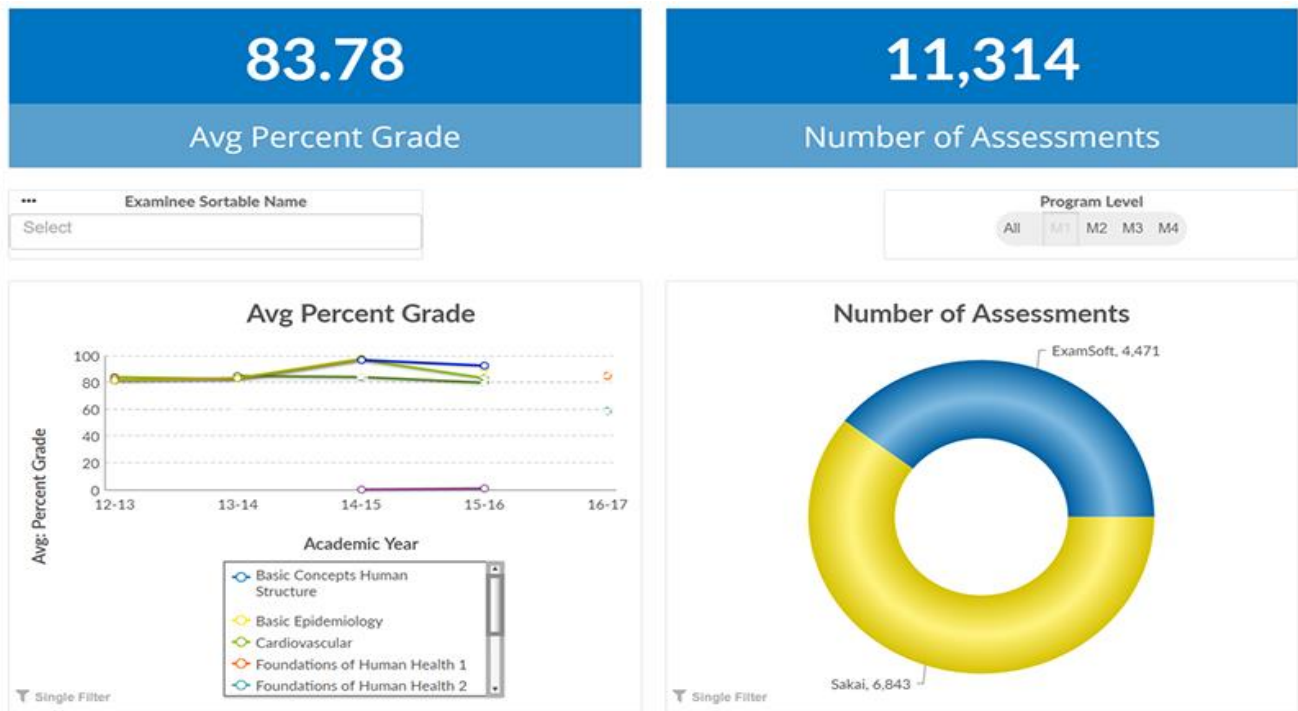 83.78
Avg Percent Grade
11,314
Number of Assessments
...
Examinee Sortable Name
Select
Program Level
All M1 M2 M3 M4
Avg Percent Grade
Avg: Percent Grade
100
80
60
40
20
0
12-13 13-14 14-15 15-16 16-17
Academic Year
Basic Concepts Human
Structure
Basic Epidemiology
Cardiovascular
Foundations of Human Health 1
Foundations of Human Health 2
Single Filter
Number of Assessments
ExamSoft, 4,471
Sakai, 6,843
Single Filter